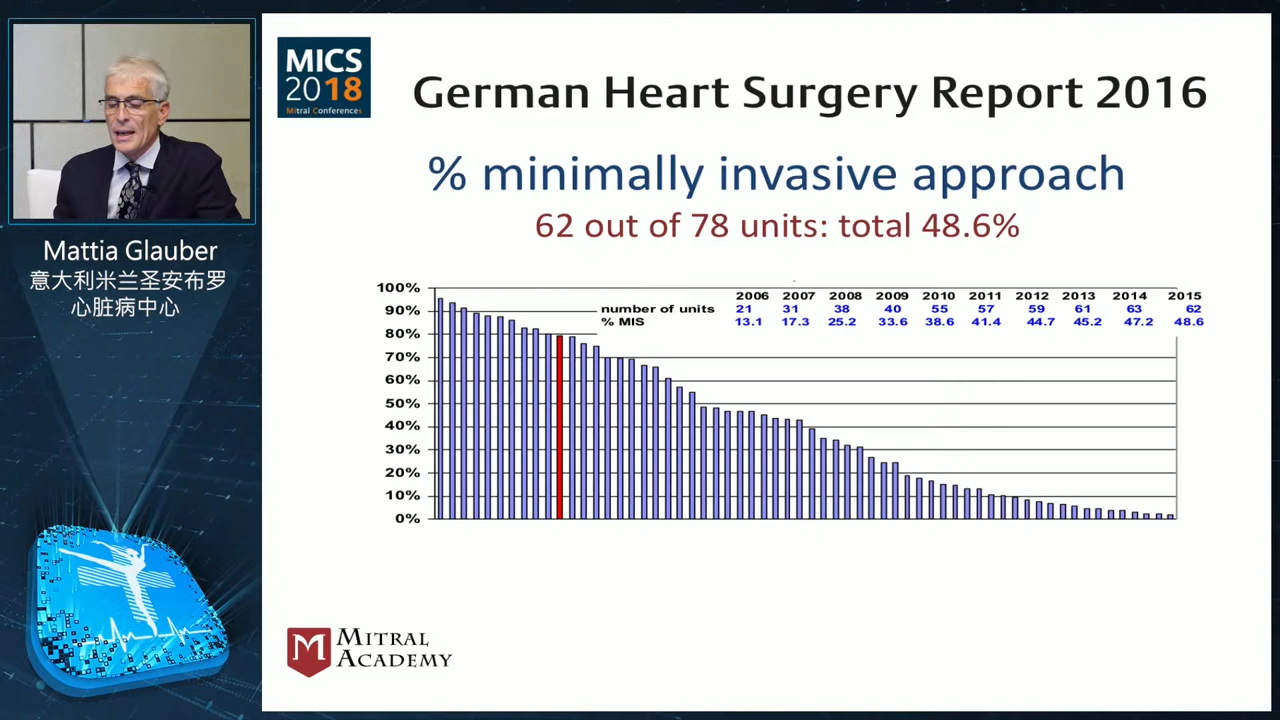 MICS
2018
Mitral Conferences
German Heart Surgery Report 2016
% minimally invasive approach
62 out of 78 units: total 48.6%
Mattia Glauber
意大利米兰圣安布罗
心脏病中心
100%
90%
80%
70%
60%
50%
40%
30%
20%
10%
0%
2006 2007 2008 2009 2010 2011 2012 2013 2014 2015
number of units 21 31 38 40 55 57 59 61 63 62
% MIS 13.1 17.3 25.2 33.6 38.6 41.4 44.7 45.2 47.2 48.6
M MITRAL
ACADEMY